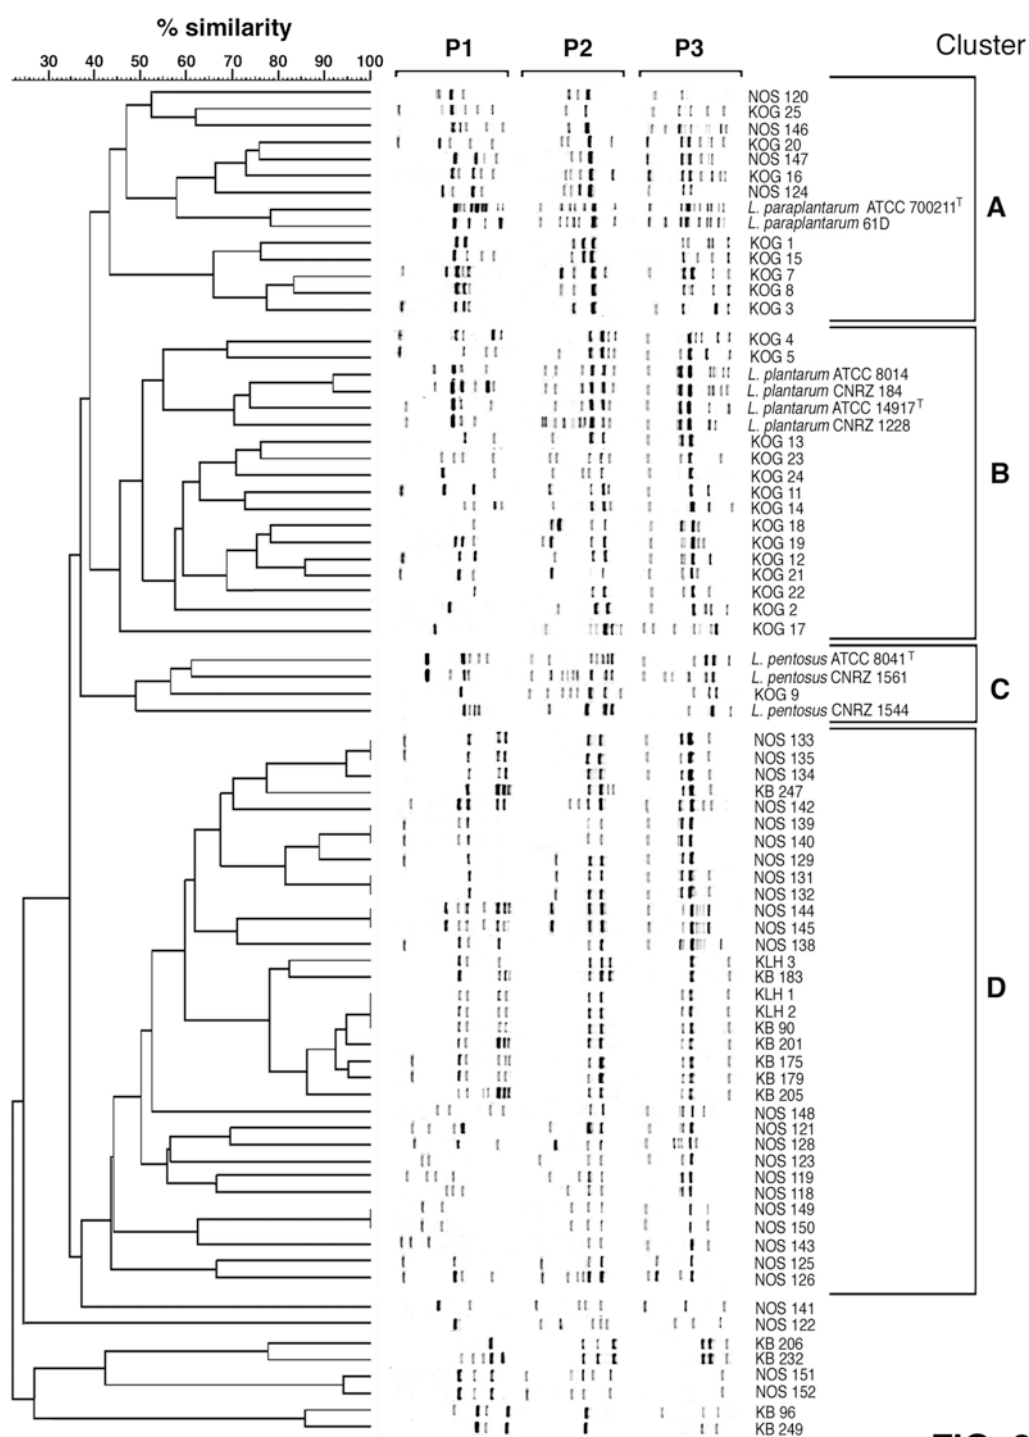 % similarity
P1 P2 P3 Cluster
30 40 50 60 70 80 90 100
NOS 120
KOG 25
NOS 146
KOG 20
NOS 147
KOG 16
NOS 124
L. paraplantarum ATCC 700211T
A
L. paraplantarum 61D
KOG 1
KOG 15
KOG 7
KOG 8
KOG 3
KOG 4
KOG 5
L. plantarum ATCC 8014
L. plantarum CNRZ 184
L. plantarum ATCC 14917T
L. plantarum CNRZ 1228
KOG 13
KOG 23
KOG 24
B
KOG 11
KOG 14
KOG 18
KOG 19
KOG 12
KOG 21
KOG 22
KOG 2
KOG 17
L. pentosus ATCC 8041T
L. pentosus CNRZ 1561
KOG 9
C
L. pentosus CNRZ 1544
NOS 133
NOS 135
NOS 134
KB 247
NOS 142
NOS 139
NOS 140
NOS 129
NOS 131
NOS 132
NOS 144
NOS 145
NOS 138
KLH 3
KB 183
D
KLH 1
KLH 2
KB 90
KB 201
KB 175
KB 179
KB 205
NOS 148
NOS 121
NOS 128
NOS 123
NOS 119
NOS 118
NOS 149
NOS 150
NOS 143
NOS 125
NOS 126
NOS 141
NOS 122
KB 206
KB 232
NOS 151
NOS 152
KB 96
KB 249